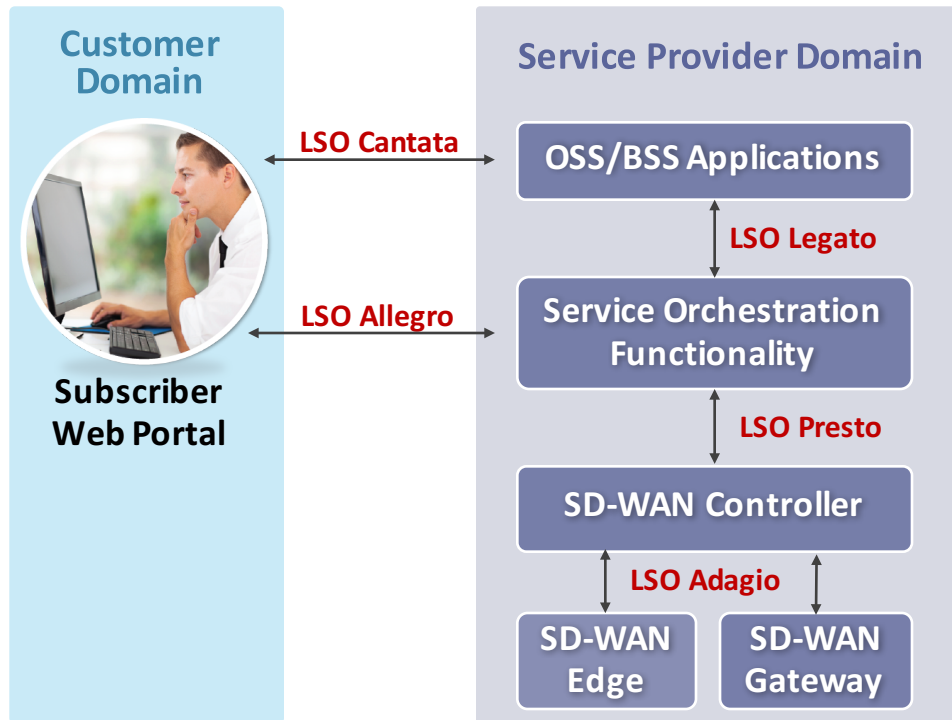 Customer
Domain
Service Provider Domain
LSO Cantata
OSS/BSS Applications
LSO Legato
LSO Allegro
Service Orchestration
Functionality
Subscriber
Web Portal
LSO Presto
SD-WAN Controller
LSO Adagio
SD-WAN
Edge
SD-WAN
Gateway